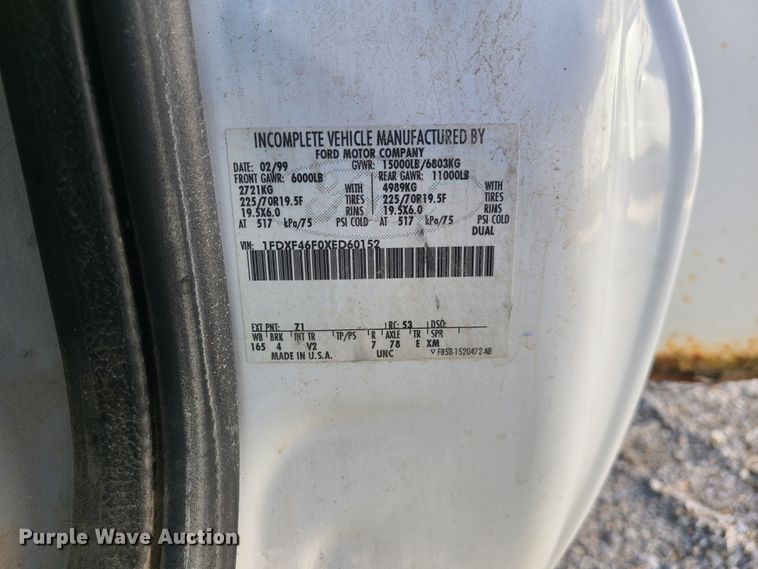 INCOMPLETE VEHICLE MANUFACTURED BY
FORD MOTOR COMPANY
DATE: 02/99 GVWR: 15000LB/6803KG
FRONT GAWR: 6000LB REAR GAWR: 11000LB
2721KG WITH 4989KG WITH
225/70R19.5F TIRES 225/70R19.5F TIRES
19.5X6.0 RIMS 19.5X6.0 RIMS
AT 517 kPa/75 PSI COLD AT 517 kPa/75 PSI COLD
DUAL
VIN: 1FDXF46F0XED60152
EXT PNT: Z1 RC: 53 DSO:
WB BRK INT TR TP/PS R AXLE TR SPR
165 4 V2 7 78 E XM
MADE IN U.S.A. UNC F85B-1520472-AB
Purple Wave Auction